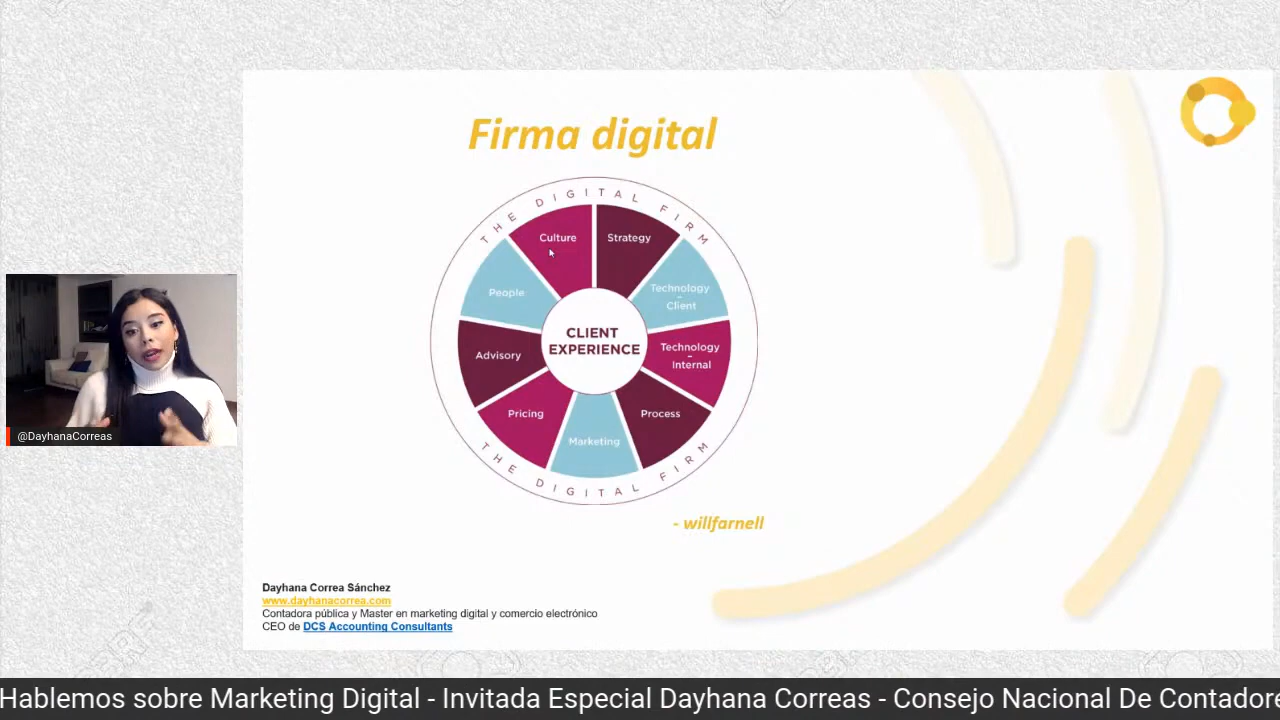 Firma digital
THE DIGITAL FIRM
Culture
Strategy
People
Technology
–
Client
CLIENT
EXPERIENCE
Advisory
Technology
–
Internal
Pricing
Process
Marketing
THE DIGITAL FIRM
- willfarnell
@DayhanaCorreas
Dayhana Correa Sánchez
www.dayhanacorrea.com
Contadora pública y Master en marketing digital y comercio electrónico
CEO de DCS Accounting Consultants
Hablemos sobre Marketing Digital - Invitada Especial Dayhana Correas - Consejo Nacional De Contadore